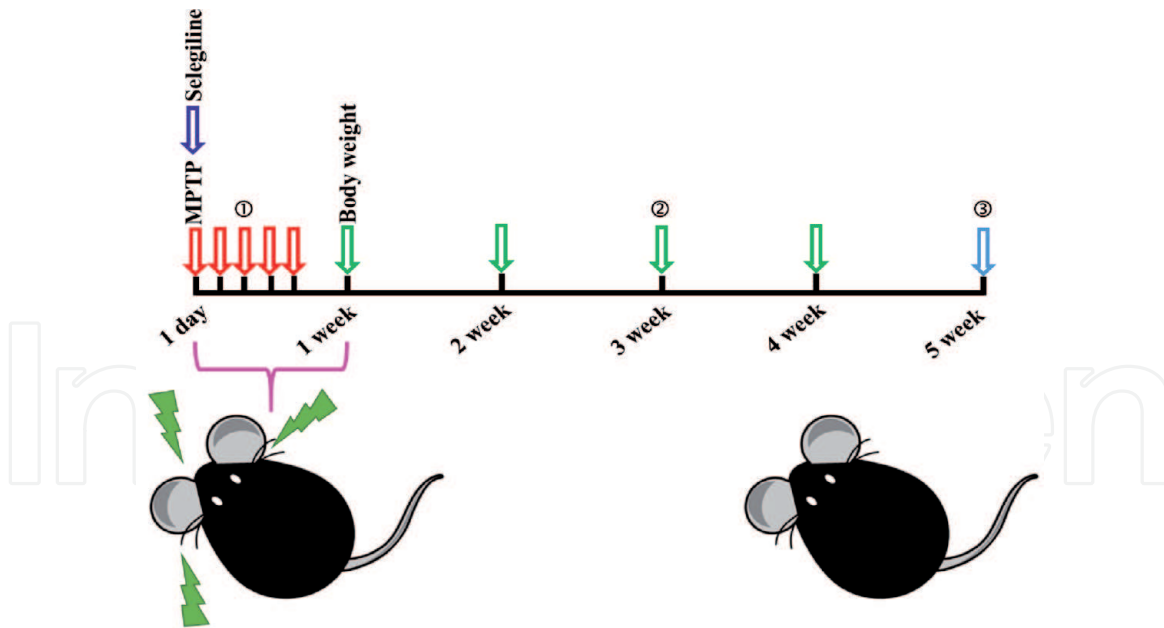 Selegiline
MPTP
①
Body weight
②
③
1 day
1 week
2 week
3 week
4 week
5 week